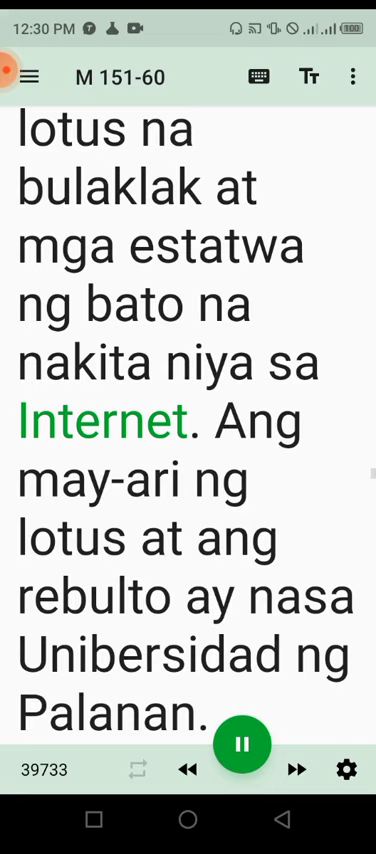 12:30 PM
100
M 151-60
lotus na
bulaklak at
mga estatwa
ng bato na
nakita niya sa
Internet. Ang
may-ari ng
lotus at ang
rebulto ay nasa
Unibersidad ng
Palanan.
39733